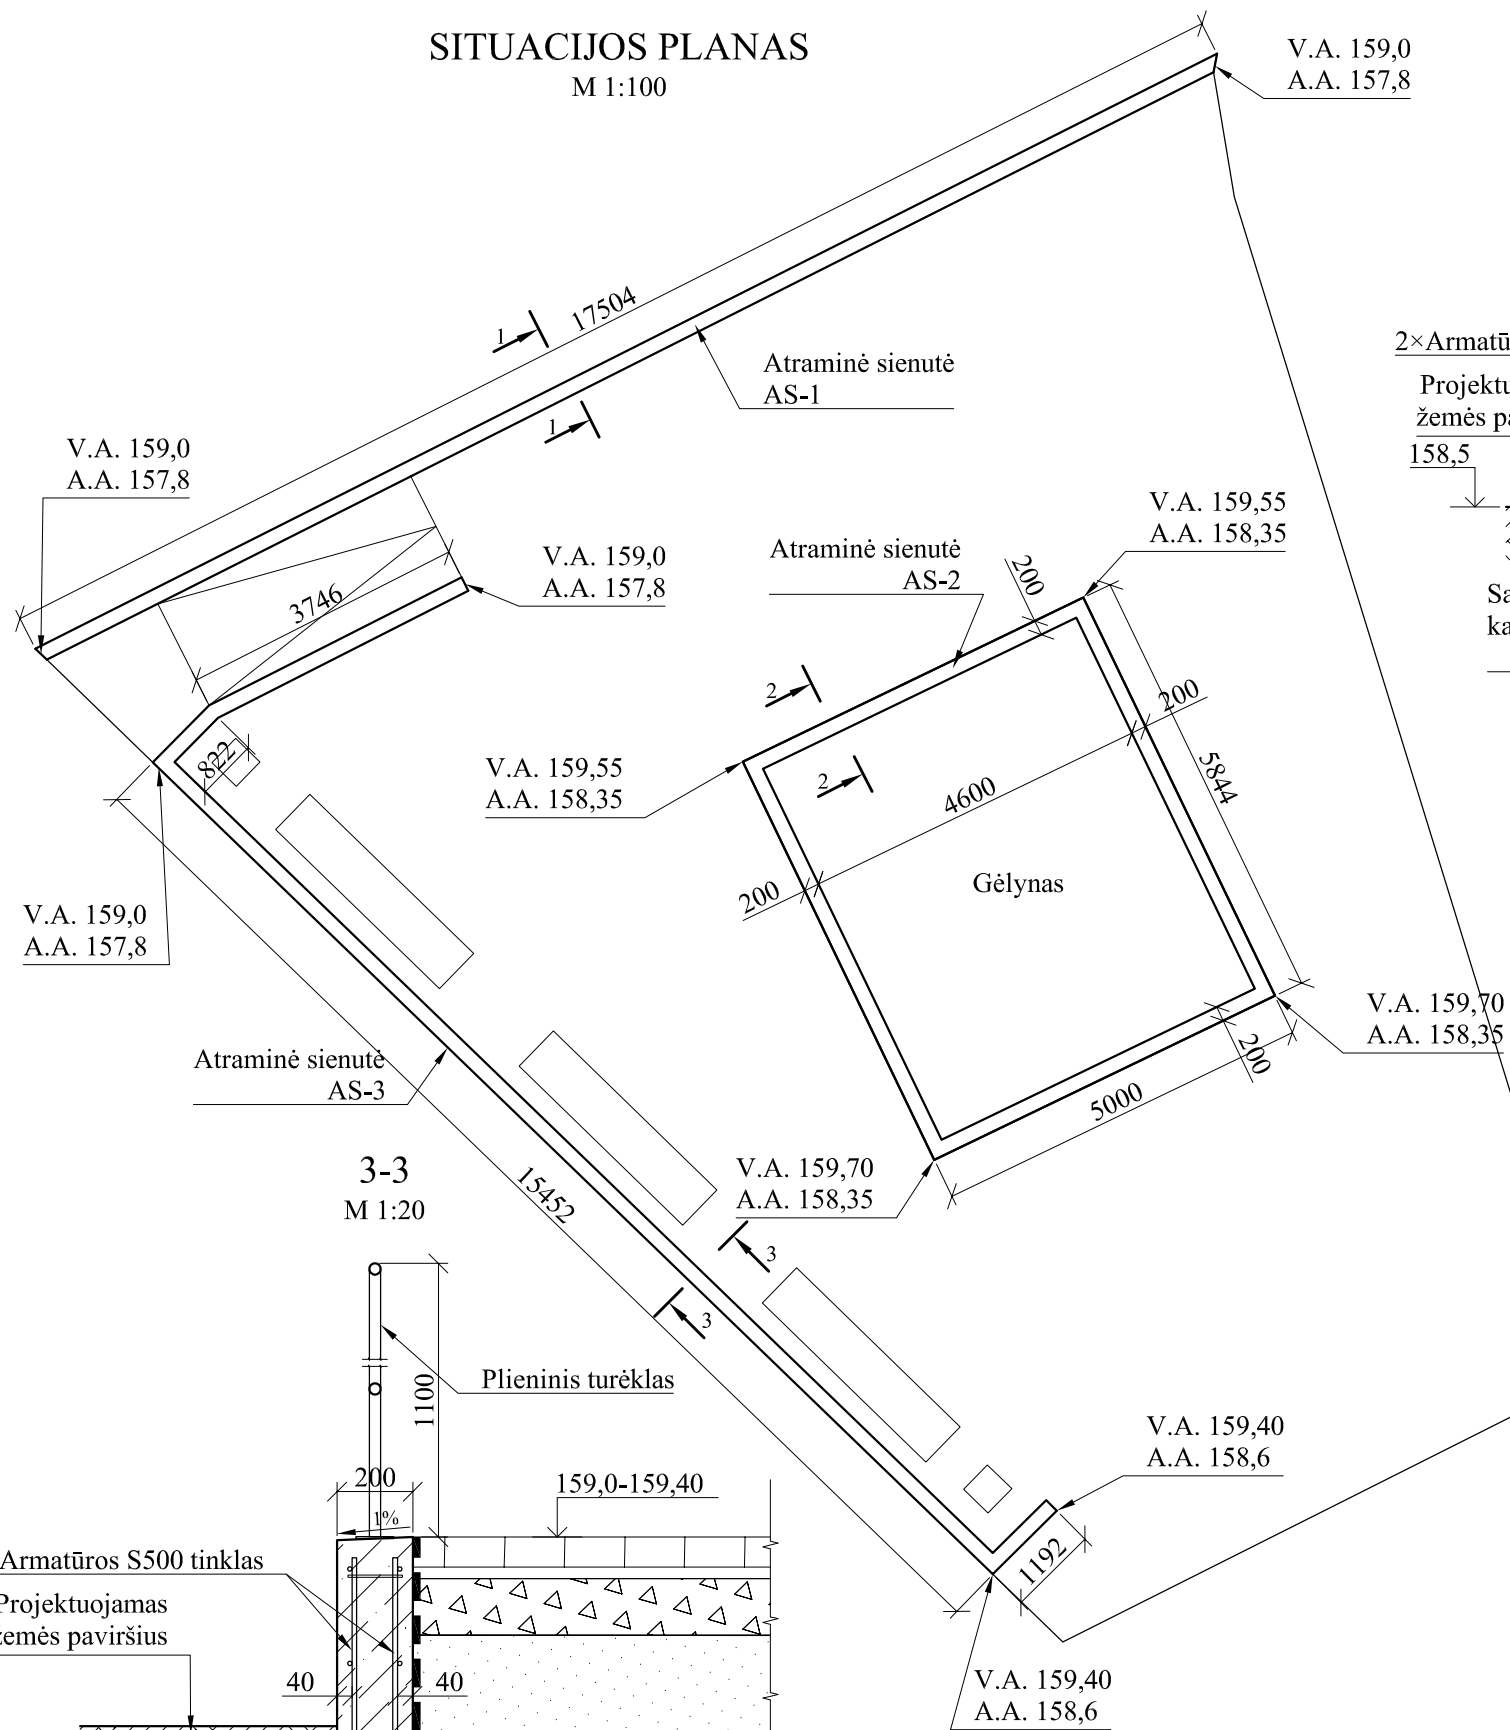 SITUACIJOS PLANAS
M 1:100
V.A. 159,0
A.A. 157,8
17504
1
1
Atraminė sienutė
AS-1
2×Armatū
Projektu
žemės pa
158,5
Sa
ka
V.A. 159,0
A.A. 157,8
V.A. 159,0
A.A. 157,8
3746
Atraminė sienutė
AS-2
V.A. 159,55
A.A. 158,35
200
2
2
200
5844
822
V.A. 159,55
A.A. 158,35
4600
200
Gėlynas
V.A. 159,0
A.A. 157,8
V.A. 159,70
A.A. 158,35
200
5000
Atraminė sienutė
AS-3
V.A. 159,70
A.A. 158,35
15452
3
3
3-3
M 1:20
Plieninis turėklas
1100
200
1%
159,0-159,40
V.A. 159,40
A.A. 158,6
1192
Armatūros S500 tinklas
Projektuojamas
žemės paviršius
40
40
V.A. 159,40
A.A. 158,6